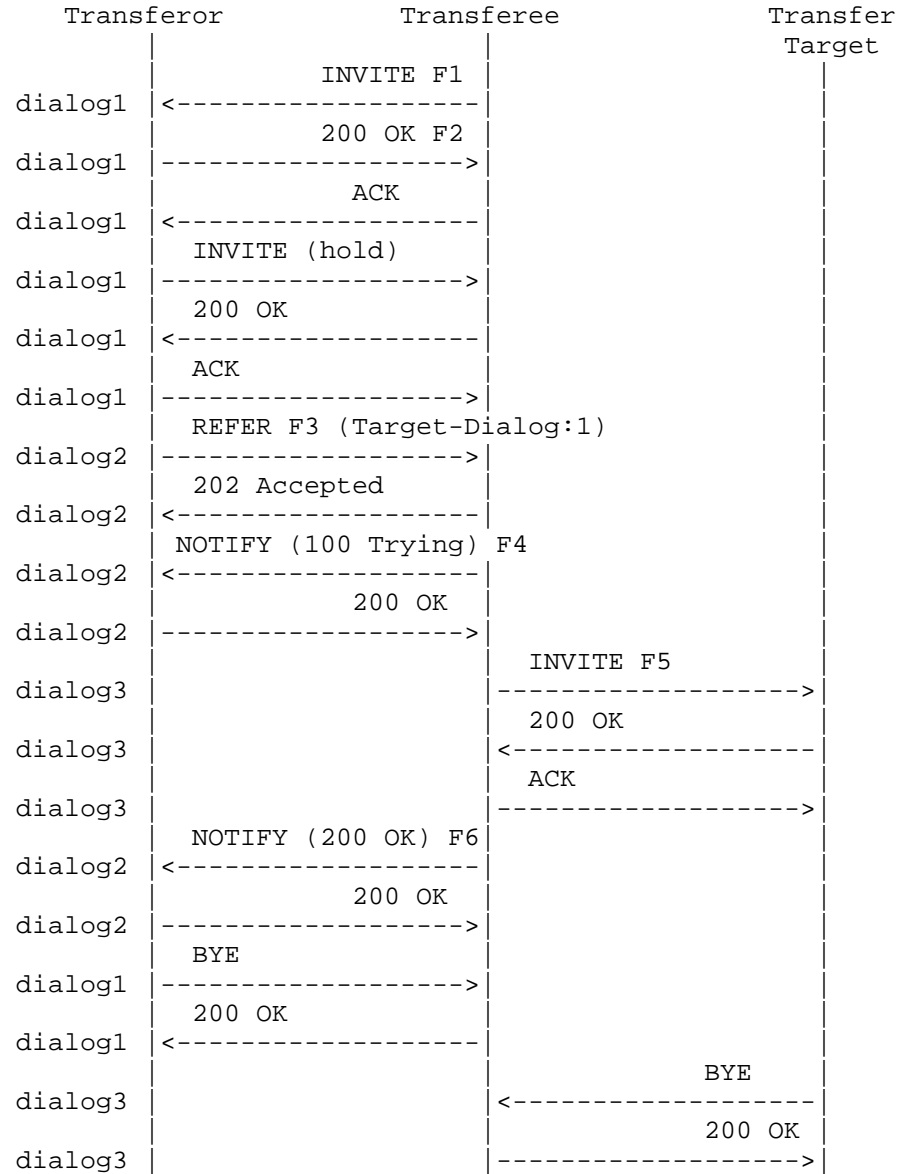 Transferor Transferee Transfer
Target
INVITE F1
dialog1 |<-------------------|
200 OK F2
dialog1 |------------------->|
ACK
dialog1 |<-------------------|
INVITE (hold)
dialog1 |------------------->|
200 OK
dialog1 |<-------------------|
ACK
dialog1 |------------------->|
REFER F3 (Target-Dialog:1)
dialog2 |------------------->|
202 Accepted
dialog2 |<-------------------|
NOTIFY (100 Trying) F4
dialog2 |<-------------------|
200 OK
dialog2 |------------------->|
INVITE F5
dialog3 |------------------->|
200 OK
dialog3 |<-------------------|
ACK
dialog3 |------------------->|
NOTIFY (200 OK) F6
dialog2 |<-------------------|
200 OK
dialog2 |------------------->|
BYE
dialog1 |------------------->|
200 OK
dialog1 |<-------------------|
BYE
dialog3 |<-------------------|
200 OK
dialog3 |------------------->|